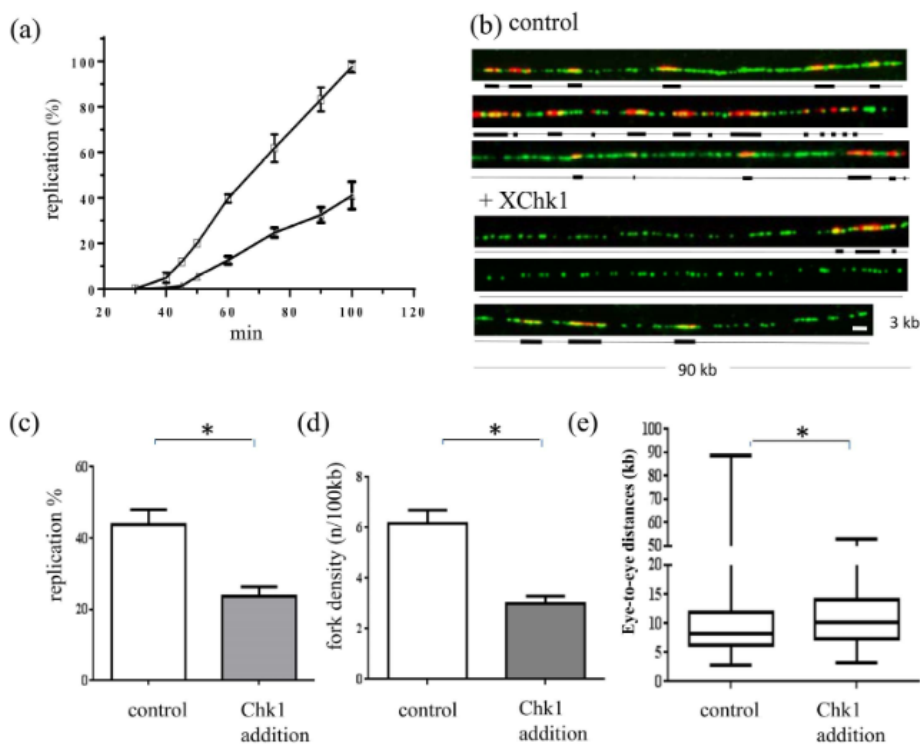 (a)
replication (%)
100
80
60
40
20
0
20 40 60 80 100 120
min
(b) control
+ XChk1
3 kb
90 kb
(c)
*
replication %
60
40
20
0
control Chk1
addition
(d)
*
fork density (n/100kb)
8
6
4
2
0
control Chk1
addition
(e)
*
Eye-to-eye distances (kb)
100
90
80
70
60
50
20
15
10
5
0
control Chk1
addition